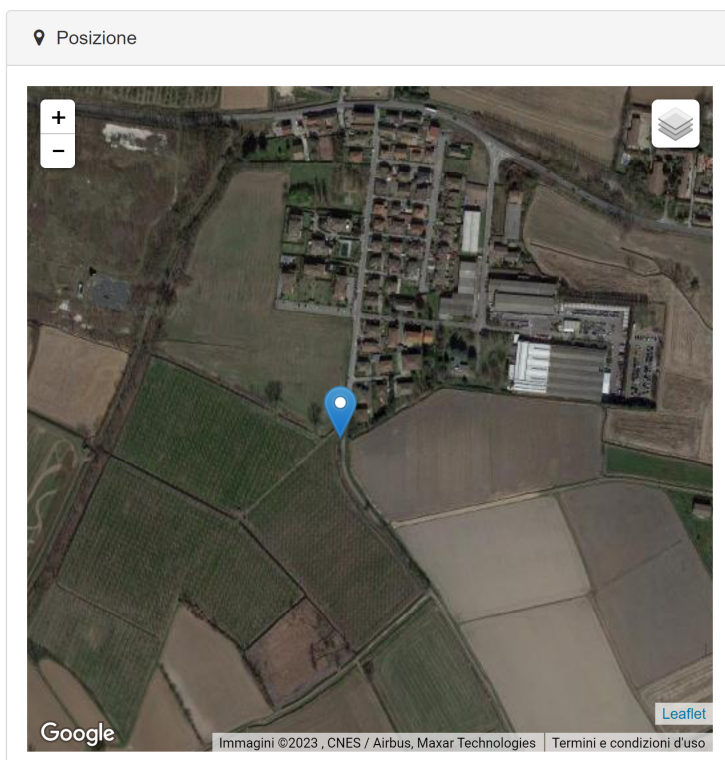 Posizione
+
−
Leaflet
Google
Immagini ©2023 , CNES / Airbus, Maxar Technologies
Termini e condizioni d'uso